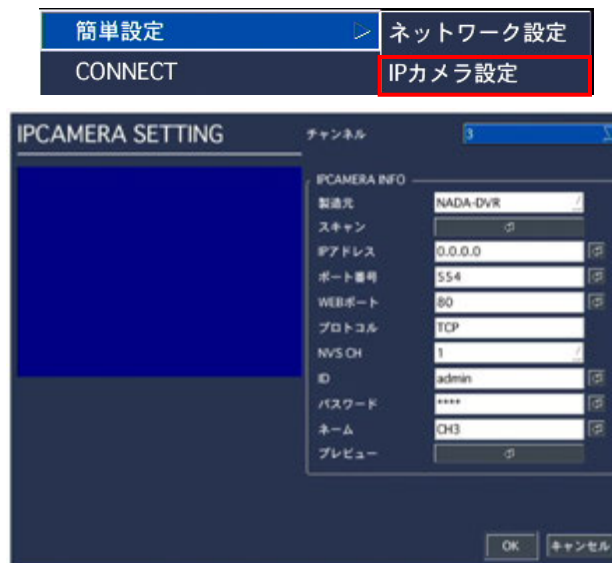 簡単設定 ネットワーク設定
CONNECT IPカメラ設定
IPCAMERA SETTING
チャンネル 3
IPCAMERA INFO
製造元 NADA-DVR
スキャン
IPアドレス 0.0.0.0
ポート番号 554
WEBポート 80
プロトコル TCP
NVS CH 1
ID admin
パスワード ****
ネーム CH3
プレビュー
OK キャンセル